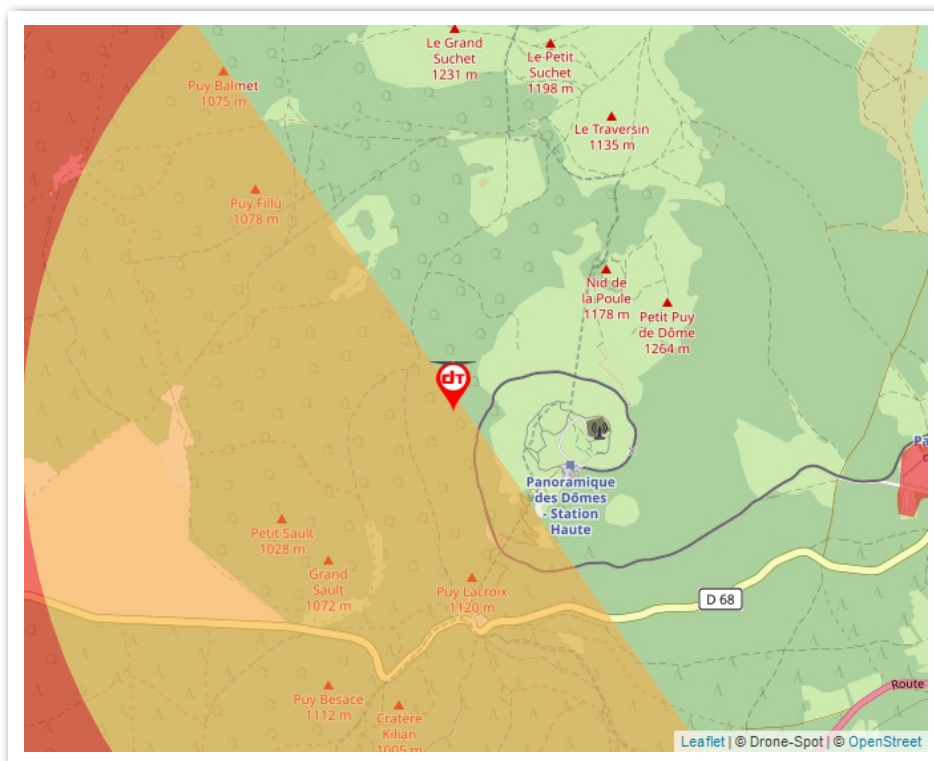 Le Grand
Suchet
1231 m
Le Petit
Suchet
1198 m
Puy Balmet
1075 m
Le Traversin
1135 m
Puy Fillu
1078 m
Nid de
la Poule
1178 m
Petit Puy
de Dôme
1264 m
dT
Panoramique
des Dômes
- Station
Haute
Petit Sault
1028 m
Grand
Sault
1072 m
Puy Lacroix
1120 m
D 68
Puy Besace
1112 m
Cratère
Kilian
1005 m
Route
Leaflet | © Drone-Spot | © OpenStreet